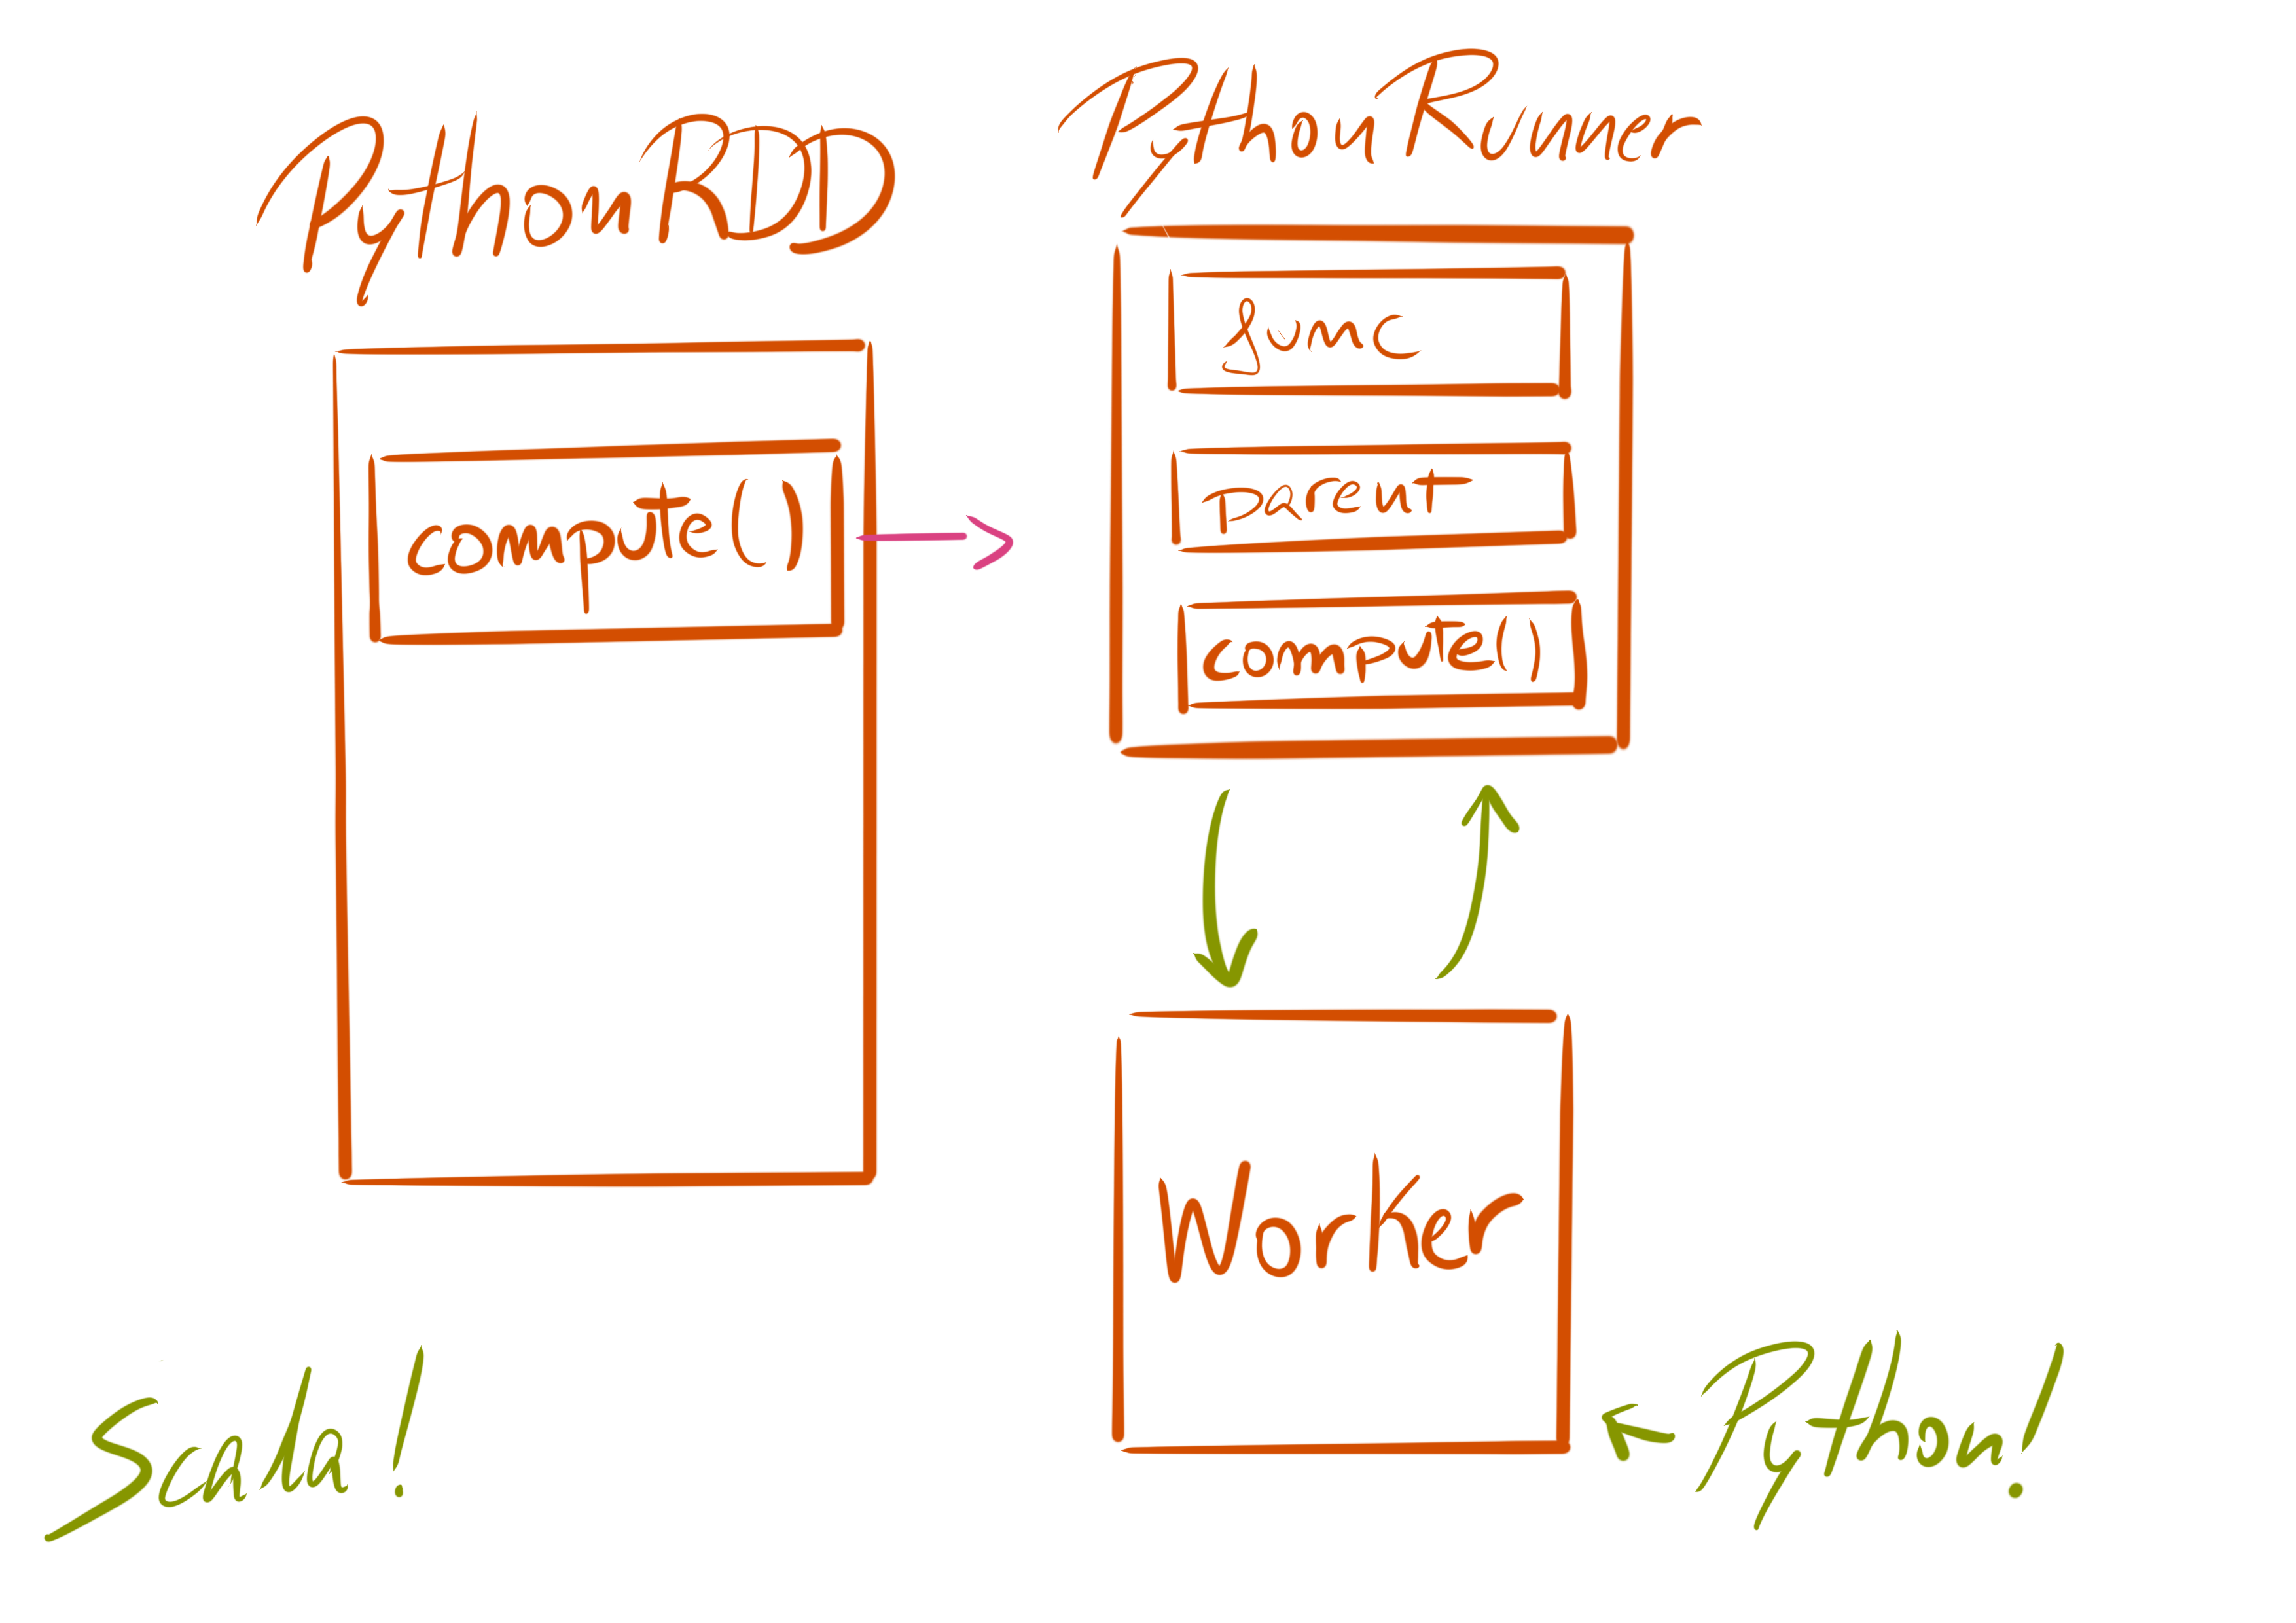 PythonRDD
compute()
PythonRunner
func
parent
compute()
Worker
Scala!
Python!